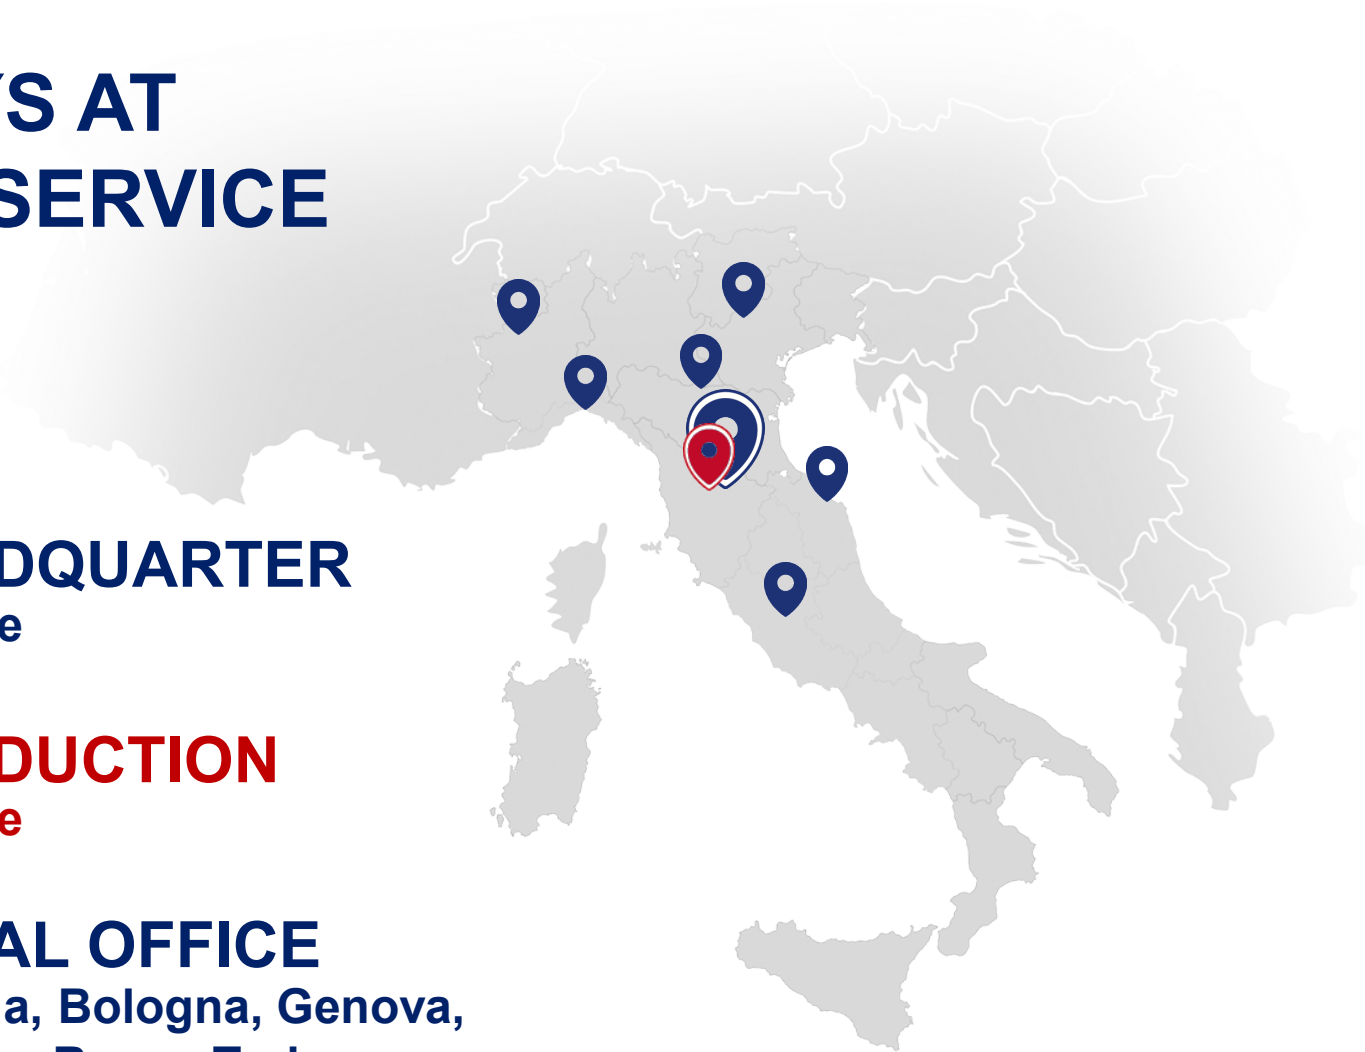 S AT
SERVICE
DQUARTER
e
DUCTION
e
AL OFFICE
a, Bologna, Genova,